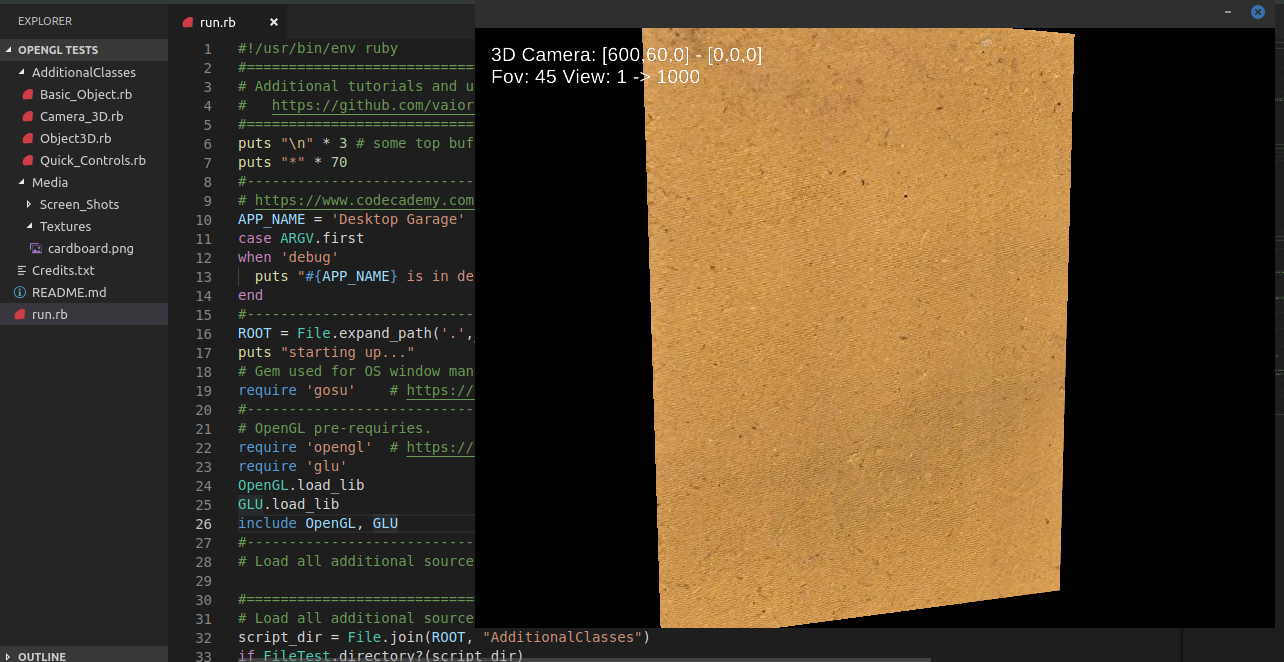 EXPLORER
OPENGL TESTS
AdditionalClasses
Basic_Object.rb
Camera_3D.rb
Object3D.rb
Quick_Controls.rb
Media
Screen_Shots
Textures
cardboard.png
Credits.txt
README.md
run.rb
OUTLINE
run.rb
1 #!/usr/bin/env ruby
2 #============================
3 # Additional tutorials and u
4 #   https://github.com/vaior
5 #============================
6 puts "\n" * 3 # some top buf
7 puts "*" * 70
8 #----------------------------
9 # https://www.codecademy.com
10 APP_NAME = 'Desktop Garage'
11 case ARGV.first
12 when 'debug'
13   puts "#{APP_NAME} is in de
14 end
15 #----------------------------
16 ROOT = File.expand_path('.',
17 puts "starting up..."
18 # Gem used for OS window man
19 require 'gosu'    # https://
20 #----------------------------
21 # OpenGL pre-requiries.
22 require 'opengl'  # https://
23 require 'glu'
24 OpenGL.load_lib
25 GLU.load_lib
26 include OpenGL, GLU
27 #----------------------------
28 # Load all additional source
29
30 #============================
31 # Load all additional source
32 script_dir = File.join(ROOT, "AdditionalClasses")
33 if FileTest.directory?(script_dir)
3D Camera: [600,60,0] - [0,0,0]
Fov: 45 View: 1 -> 1000